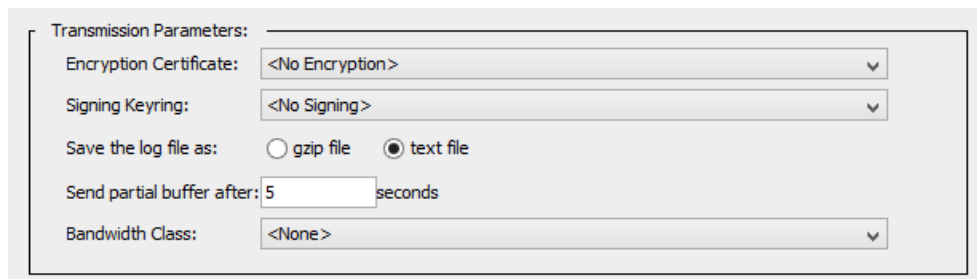 Transmission Parameters:
Encryption Certificate: <No Encryption>
Signing Keyring: <No Signing>
Save the log file as: gzip file text file
Send partial buffer after: 5 seconds
Bandwidth Class: <None>